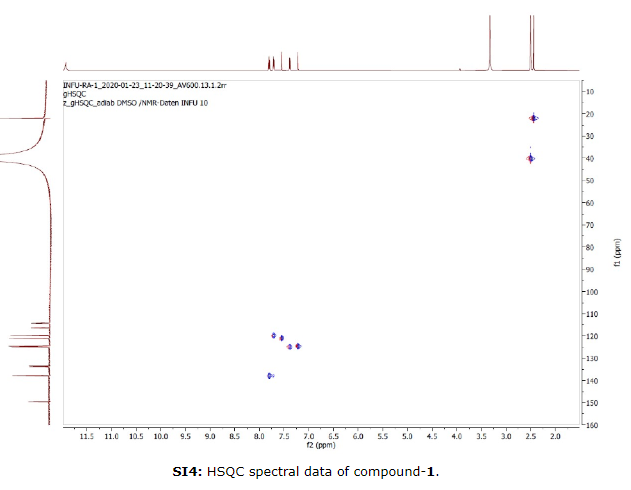 INFU-RA-1_2020-01-23_11-20-39_AV600.13.1.2rr
gHSQC
z_gHSQC_adiab DMSO /NMR-Daten INFU 10
10
20
30
40
50
60
70
80
90
100
110
120
130
140
150
160
f1 (ppm)
11.5 11.0 10.5 10.0 9.5 9.0 8.5 8.0 7.5 7.0 6.5 6.0 5.5 5.0 4.5 4.0 3.5 3.0 2.5 2.0
f2 (ppm)
SI4: HSQC spectral data of compound-1.